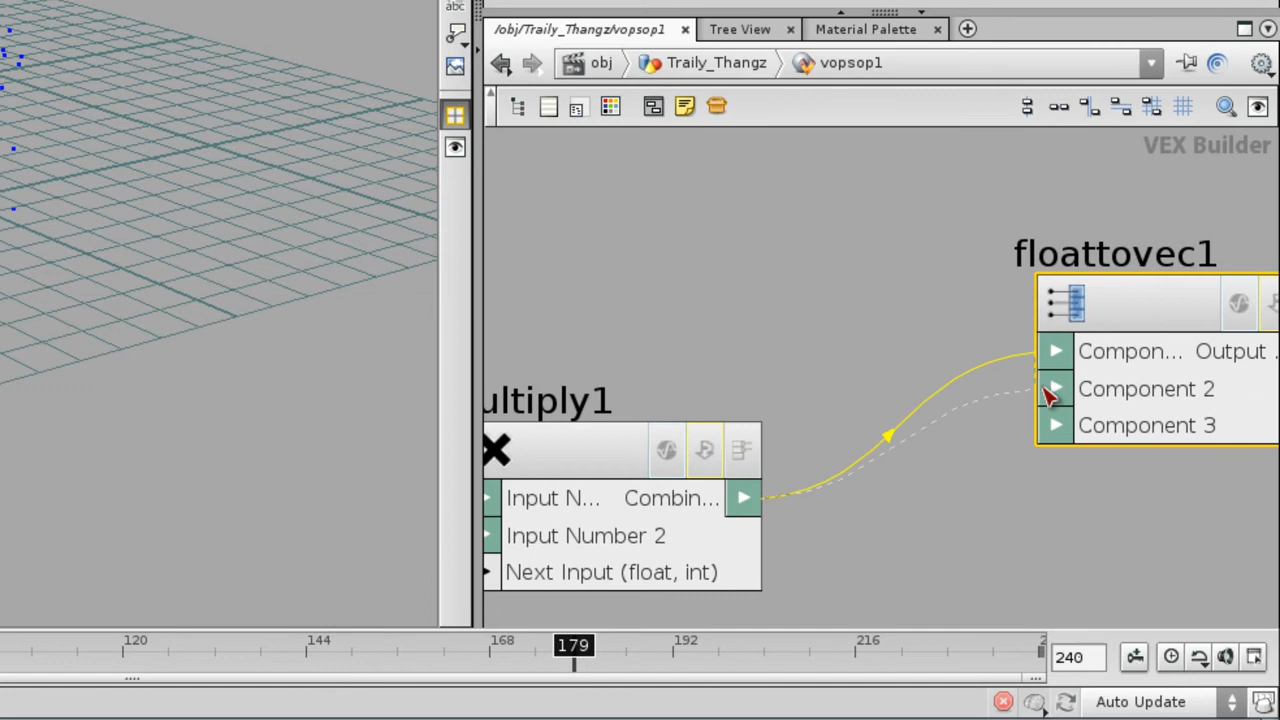 abc
/obj/Traily_Thangz/vopsop1
Tree View
Material Palette
obj
Traily_Thangz
vopsop1
VEX Builder
floattovec1
Compon... Output .
Component 2
Component 3
ultiply1
Input N... Combin...
Input Number 2
Next Input (float, int)
120 144 168 179 192 216 2
240
Auto Update